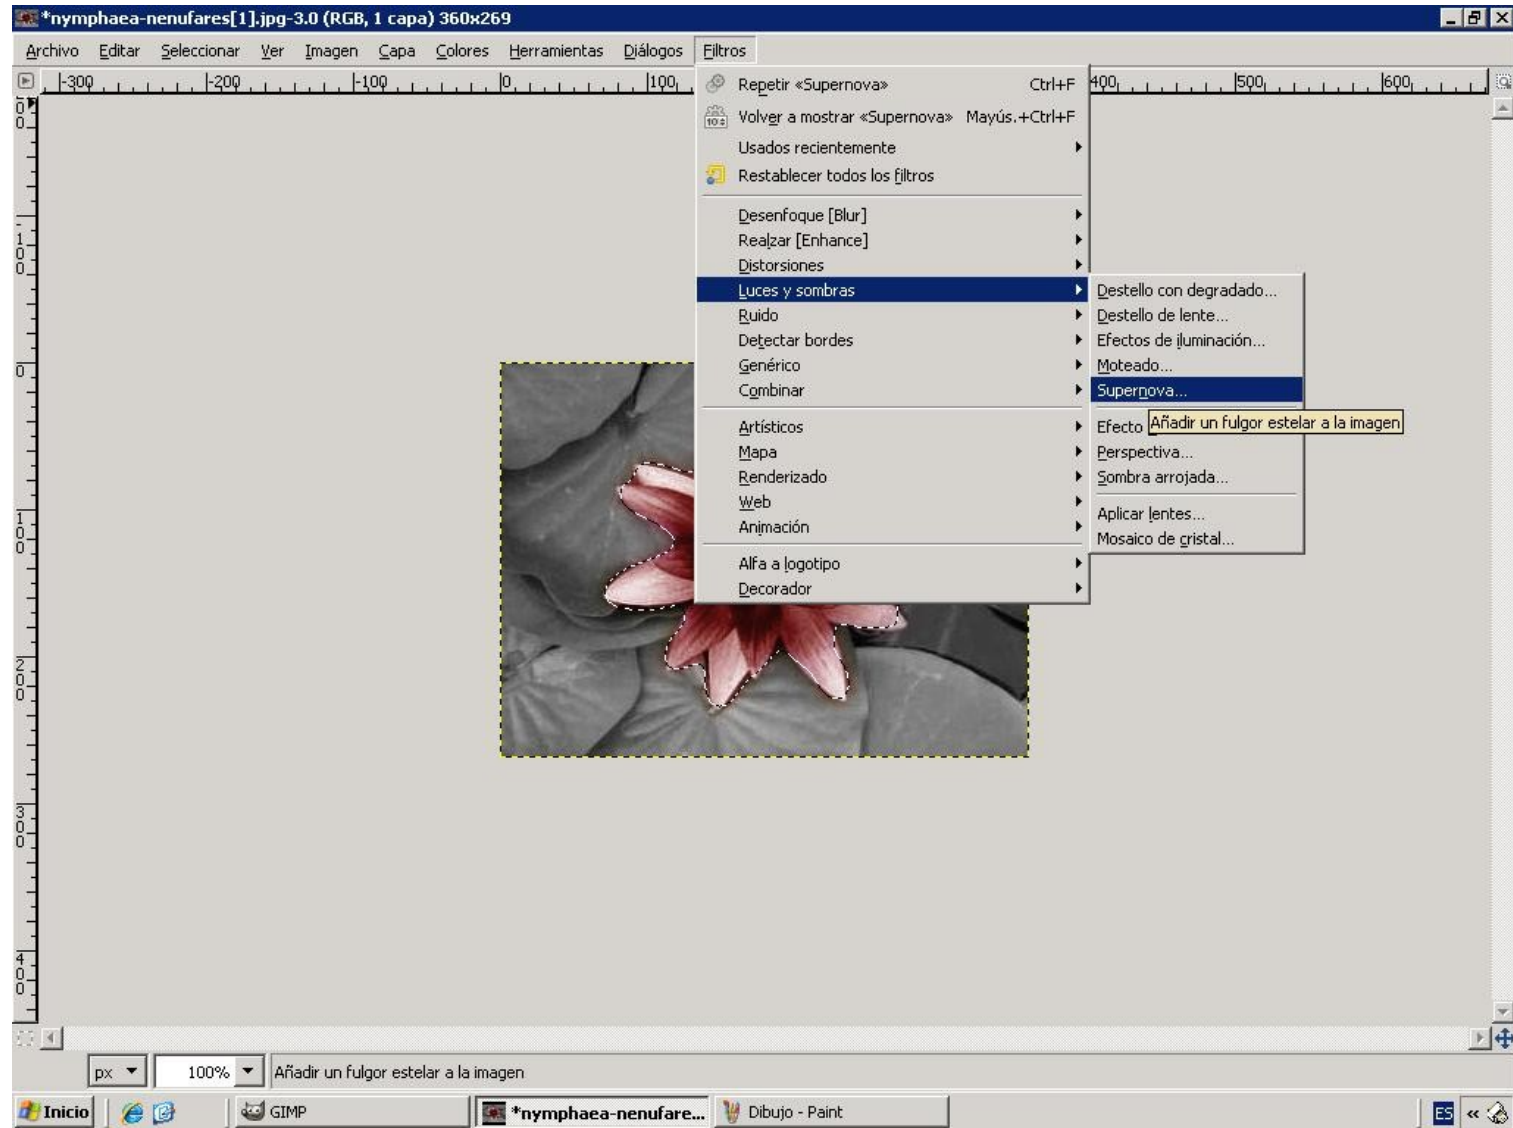 *nymphaea-nenufares[1].jpg-3.0 (RGB, 1 capa) 360x269
Archivo Editar Seleccionar Ver Imagen Capa Colores Herramientas Diálogos Filtros
-300 -200 -100 0 100 400 500 600
Repetir «Supernova» Ctrl+F
Volver a mostrar «Supernova» Mayús.+Ctrl+F
Usados recientemente
Restablecer todos los filtros
Desenfoque [Blur]
Realzar [Enhance]
Distorsiones
Luces y sombras
Ruido
Detectar bordes
Genérico
Combinar
Artísticos
Mapa
Renderizado
Web
Animación
Alfa a logotipo
Decorador
Destello con degradado...
Destello de lente...
Efectos de iluminación...
Moteado...
Supernova...
Efecto
Añadir un fulgor estelar a la imagen
Perspectiva...
Sombra arrojada...
Aplicar lentes...
Mosaico de cristal...
-100
0
100
200
300
400
px 100% Añadir un fulgor estelar a la imagen
Inicio GIMP *nymphaea-nenufare... Dibujo - Paint ES «